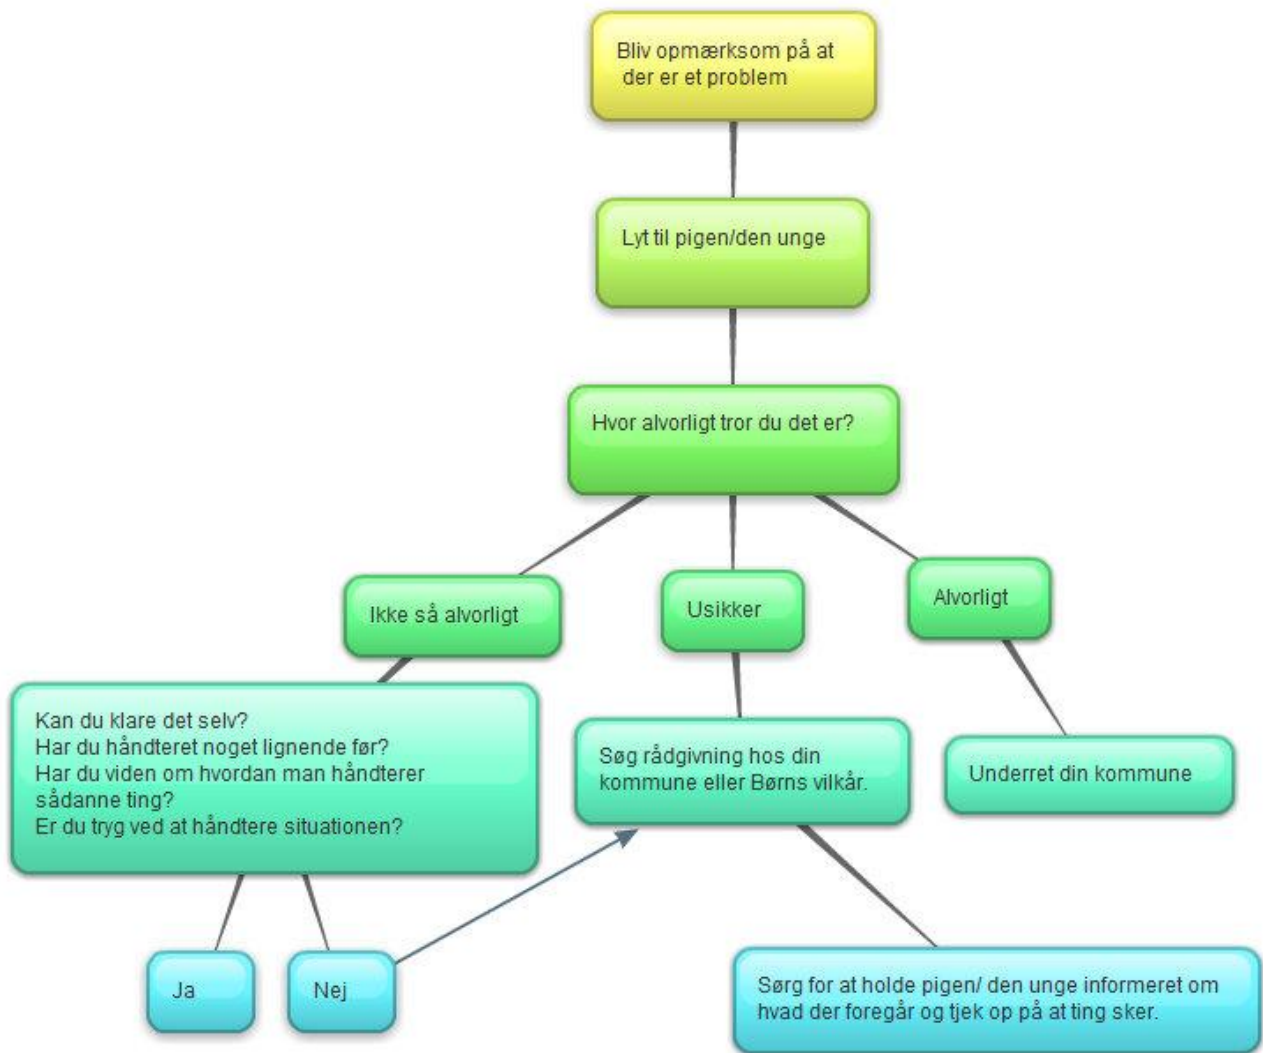 Bliv opmærksom på at
der er et problem
Lyt til pigen/den unge
Hvor alvorligt tror du det er?
Ikke så alvorligt
Usikker
Alvorligt
Kan du klare det selv?
Har du håndteret noget lignende før?
Har du viden om hvordan man håndterer
sådanne ting?
Er du tryg ved at håndtere situationen?
Søg rådgivning hos din
kommune eller Børns vilkår.
Underret din kommune
Ja
Nej
Sørg for at holde pigen/ den unge informeret om
hvad der foregår og tjek op på at ting sker.